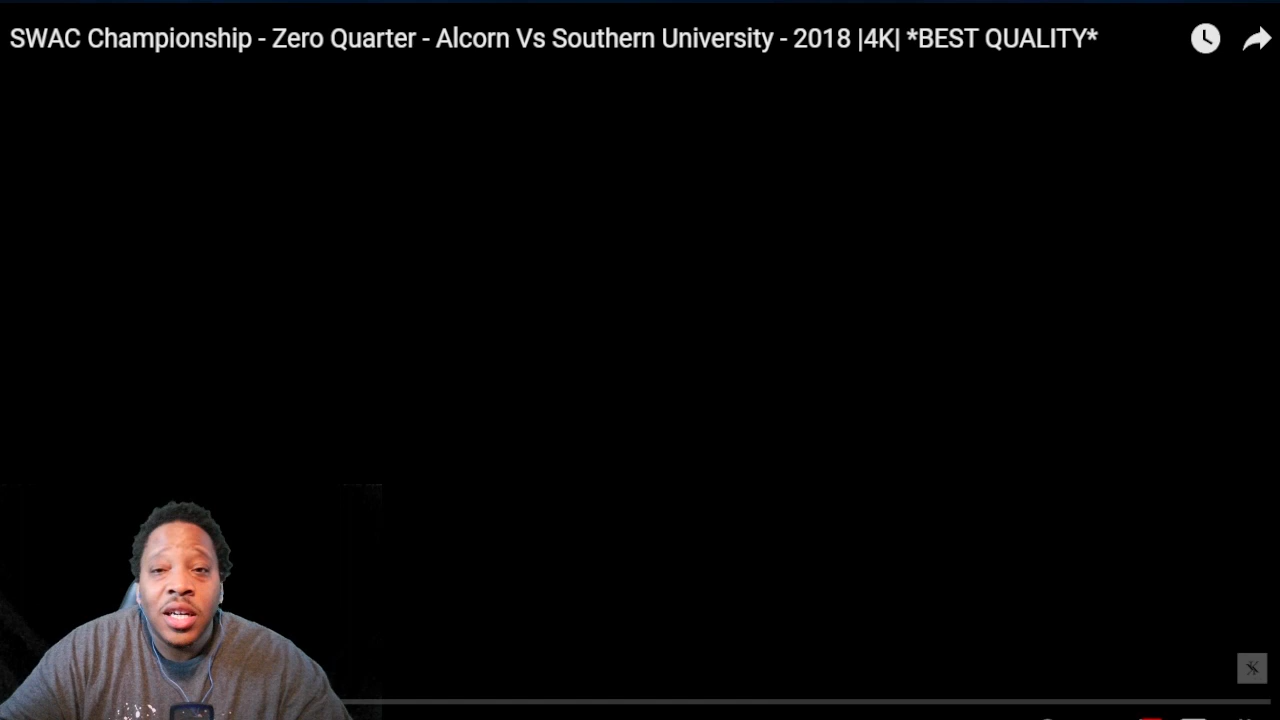 SWAC Championship - Zero Quarter - Alcorn Vs Southern University - 2018 |4K| *BEST QUALITY*